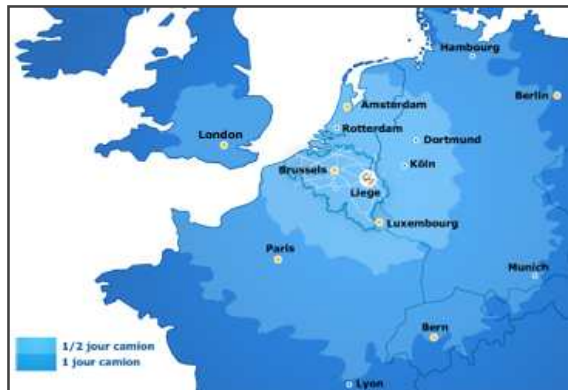 Hambourg
Berlin
Amsterdam
Rotterdam
London
Dortmund
Köln
Brussels
Liege
Luxembourg
Paris
Munich
Bern
1/2 jour camion
1 jour camion
Lyon